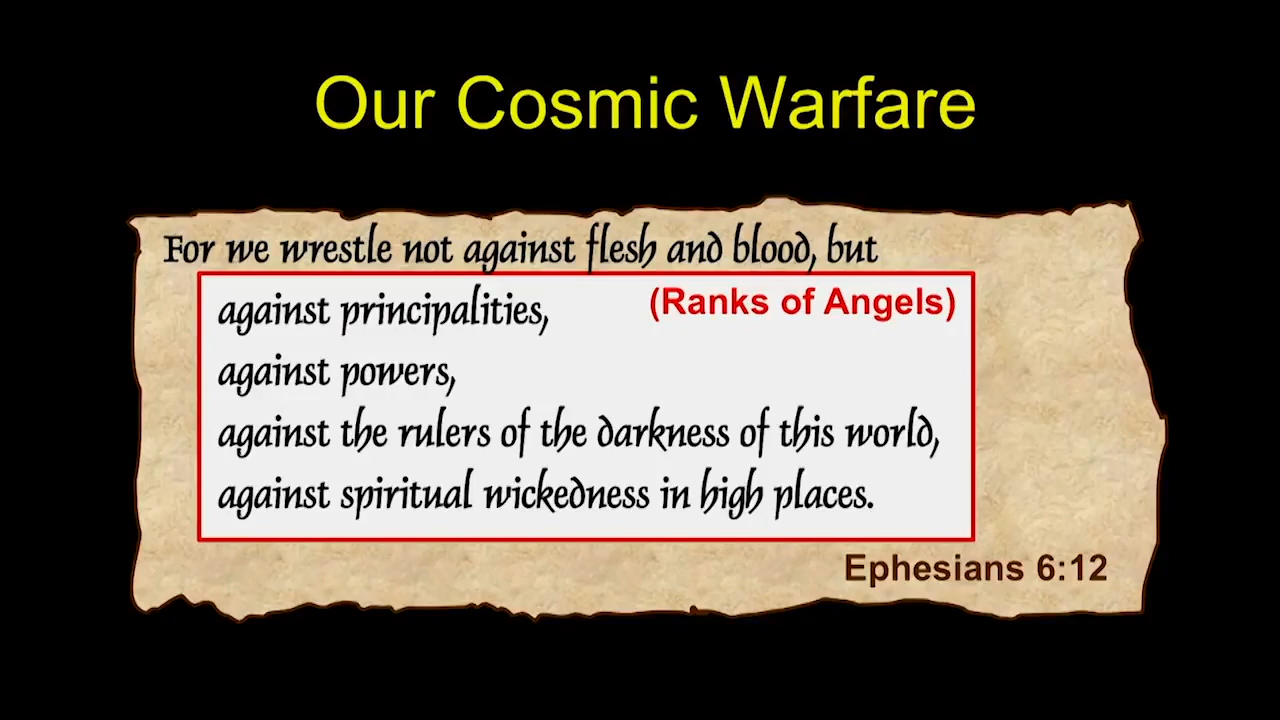 Our Cosmic Warfare
For we wrestle not against flesh and blood, but
against principalities, (Ranks of Angels)
against powers,
against the rulers of the darkness of this world,
against spiritual wickedness in high places.
Ephesians 6:12